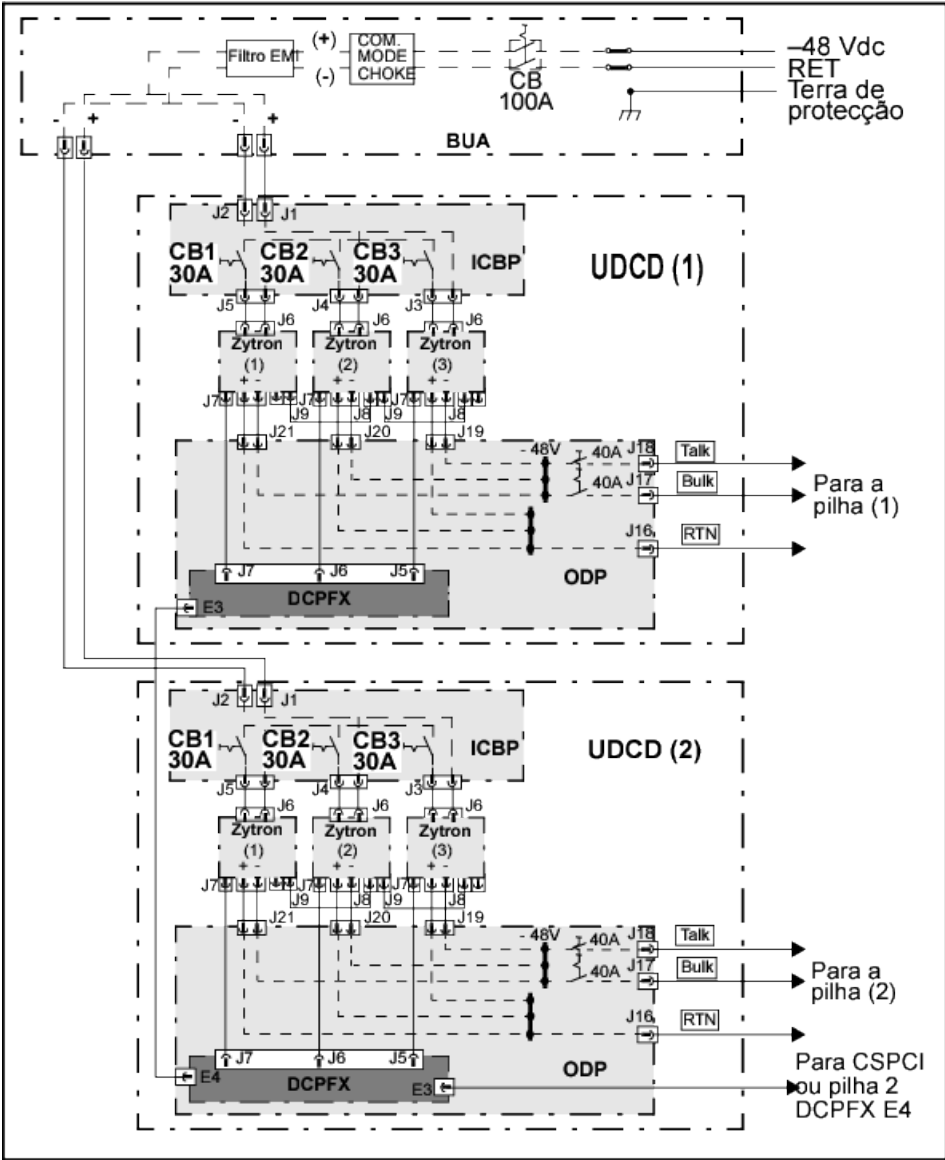 (+)
COM.
Filtro EMI
MODE
CHOKE
(-)
CB
100A
–48 Vdc
RET
Terra de
protecção
-
+
-
+
BUA
J2
J1
CB1
30A
CB2
30A
CB3
30A
ICBP
UDCD (1)
J5
J4
J3
J6
J6
J6
Zytron
(1)
+ -
Zytron
(2)
+ -
Zytron
(3)
+ -
J7
J7
J7
J9
J8
J9
J8
J21
J20
J19
- 48V
40A
J18
Talk
40A
J17
Bulk
Para a
pilha (1)
J16
RTN
J7
J6
J5
ODP
DCPFX
E3
J2
J1
CB1
30A
CB2
30A
CB3
30A
ICBP
UDCD (2)
J5
J4
J3
J6
J6
J6
Zytron
(1)
+ -
Zytron
(2)
+ -
Zytron
(3)
+ -
J7
J7
J7
J9
J8
J9
J8
J21
J20
J19
- 48V
40A
J18
Talk
40A
J17
Bulk
Para a
pilha (2)
J16
RTN
J7
J6
J5
ODP
E4
DCPFX
E3
Para CSPCI
ou pilha 2
DCPFX E4